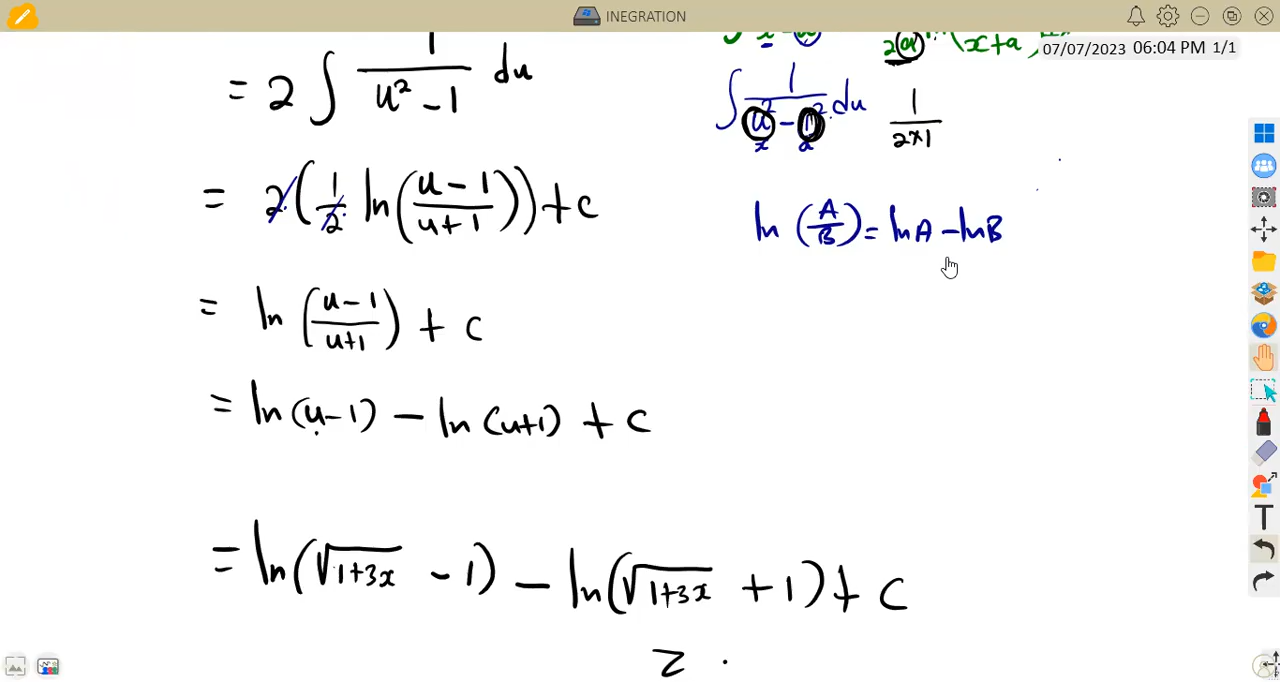 INEGRATION
07/07/2023 06:04 PM 1/1
= 2 ∫ 1/(u² - 1) du
∫ 1/(u² - 1²) du
x a
1/(2×1)
= 2 (1/2 ln((u - 1)/(u + 1))) + c
ln (A/B) = lnA - lnB
= ln ((u - 1)/(u+1)) + c
= ln(u-1) - ln(u+1) + c
= ln(√(1+3x) - 1) - ln(√(1+3x) + 1) + c
T